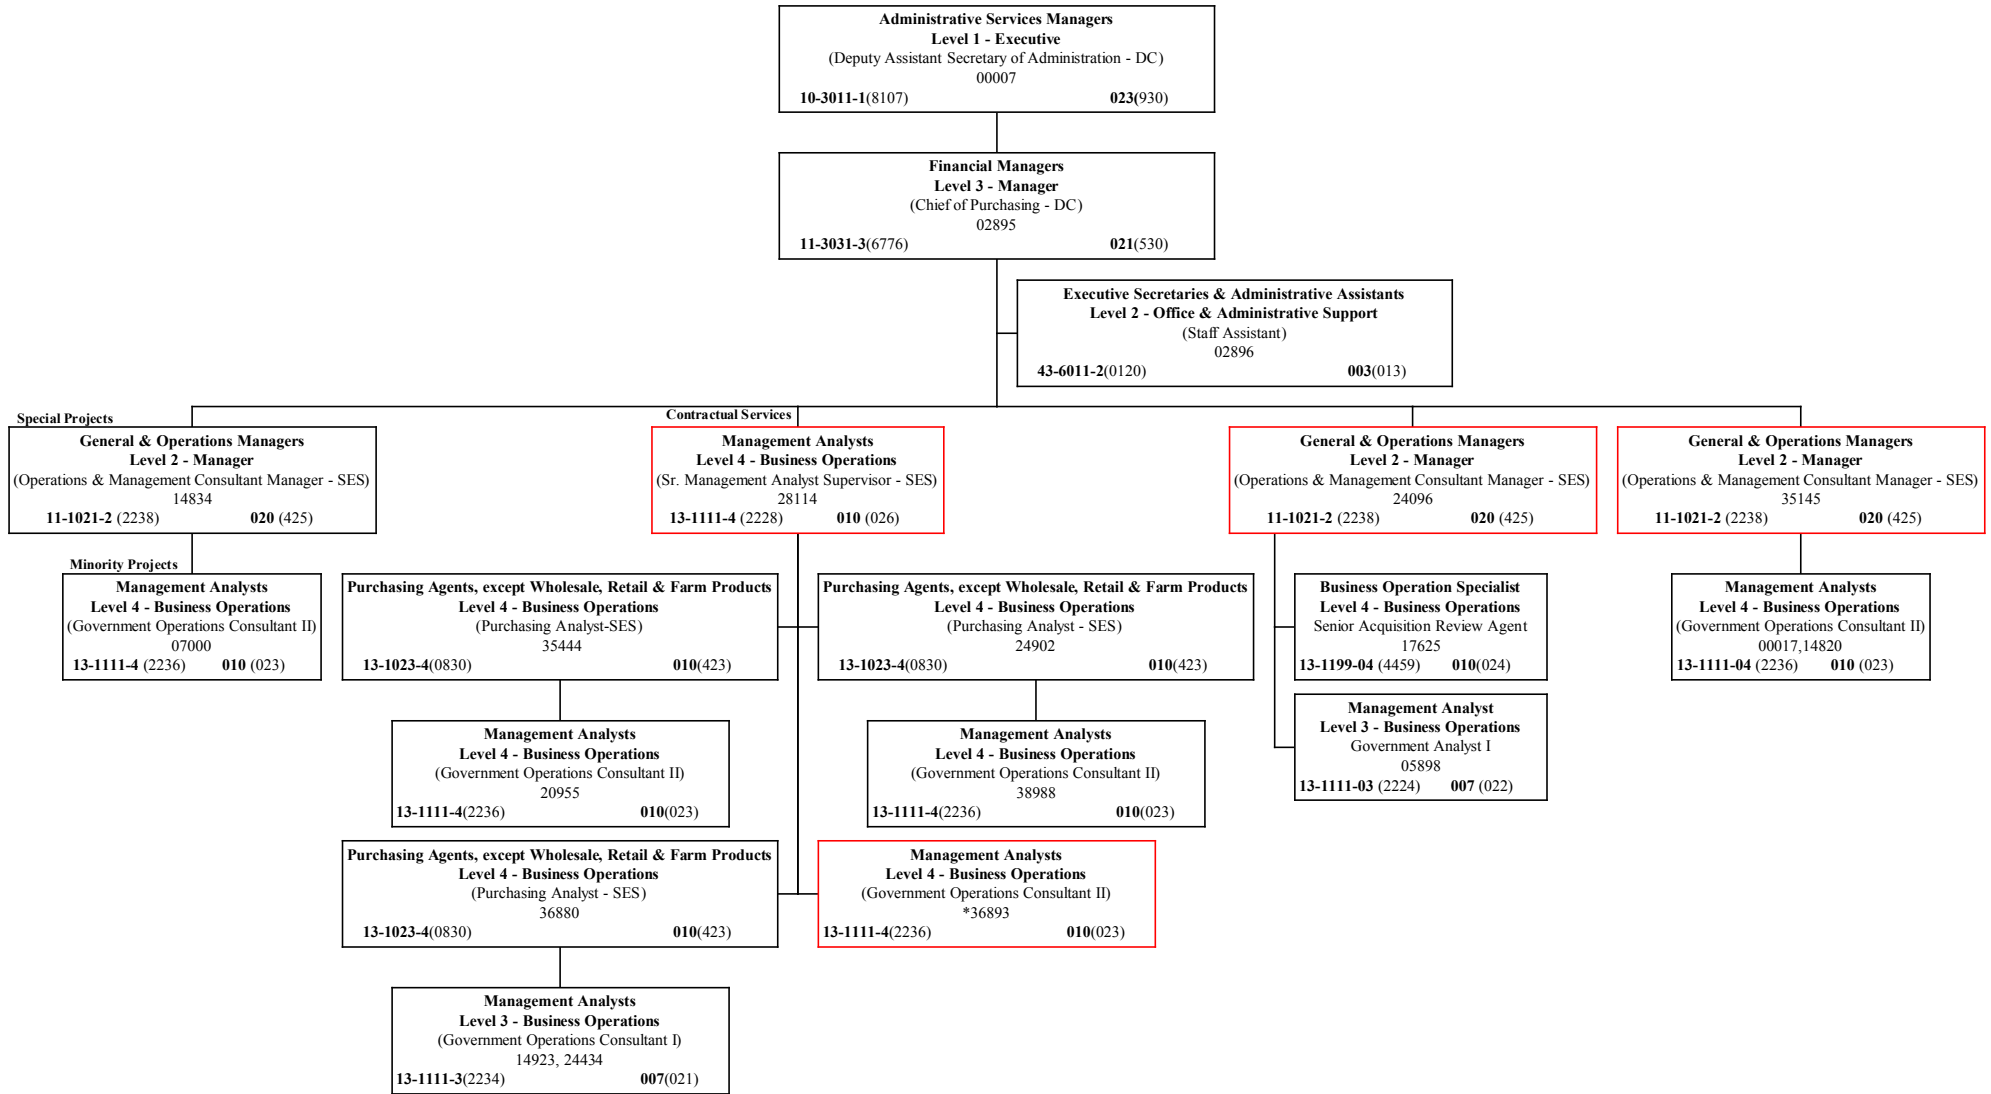 Administrative Services Managers
Level 1 - Executive
(Deputy Assistant Secretary of Administration - DC)
00007
10-3011-1(8107) 023(930)
Financial Managers
Level 3 - Manager
(Chief of Purchasing - DC)
02895
11-3031-3(6776) 021(530)
Executive Secretaries & Administrative Assistants
Level 2 - Office & Administrative Support
(Staff Assistant)
02896
43-6011-2(0120) 003(013)
Special Projects
General & Operations Managers
Level 2 - Manager
(Operations & Management Consultant Manager - SES)
14834
11-1021-2 (2238) 020 (425)
Contractual Services
Management Analysts
Level 4 - Business Operations
(Sr. Management Analyst Supervisor - SES)
28114
13-1111-4 (2228) 010 (026)
General & Operations Managers
Level 2 - Manager
(Operations & Management Consultant Manager - SES)
24096
11-1021-2 (2238) 020 (425)
General & Operations Managers
Level 2 - Manager
(Operations & Management Consultant Manager - SES)
35145
11-1021-2 (2238) 020 (425)
Minority Projects
Management Analysts
Level 4 - Business Operations
(Government Operations Consultant II)
07000
13-1111-4 (2236) 010 (023)
Purchasing Agents, except Wholesale, Retail & Farm Products
Level 4 - Business Operations
(Purchasing Analyst-SES)
35444
13-1023-4(0830) 010(423)
Purchasing Agents, except Wholesale, Retail & Farm Products
Level 4 - Business Operations
(Purchasing Analyst - SES)
24902
13-1023-4(0830) 010(423)
Business Operation Specialist
Level 4 - Business Operations
Senior Acquisition Review Agent
17625
13-1199-04 (4459) 010(024)
Management Analysts
Level 4 - Business Operations
(Government Operations Consultant II)
00017,14820
13-1111-04 (2236) 010 (023)
Management Analysts
Level 4 - Business Operations
(Government Operations Consultant II)
20955
13-1111-4(2236) 010(023)
Management Analysts
Level 4 - Business Operations
(Government Operations Consultant II)
38988
13-1111-4(2236) 010(023)
Management Analyst
Level 3 - Business Operations
Government Analyst I
05898
13-1111-03 (2224) 007 (022)
Purchasing Agents, except Wholesale, Retail & Farm Products
Level 4 - Business Operations
(Purchasing Analyst - SES)
36880
13-1023-4(0830) 010(423)
Management Analysts
Level 4 - Business Operations
(Government Operations Consultant II)
*36893
13-1111-4(2236) 010(023)
Management Analysts
Level 3 - Business Operations
(Government Operations Consultant I)
14923, 24434
13-1111-3(2234) 007(021)